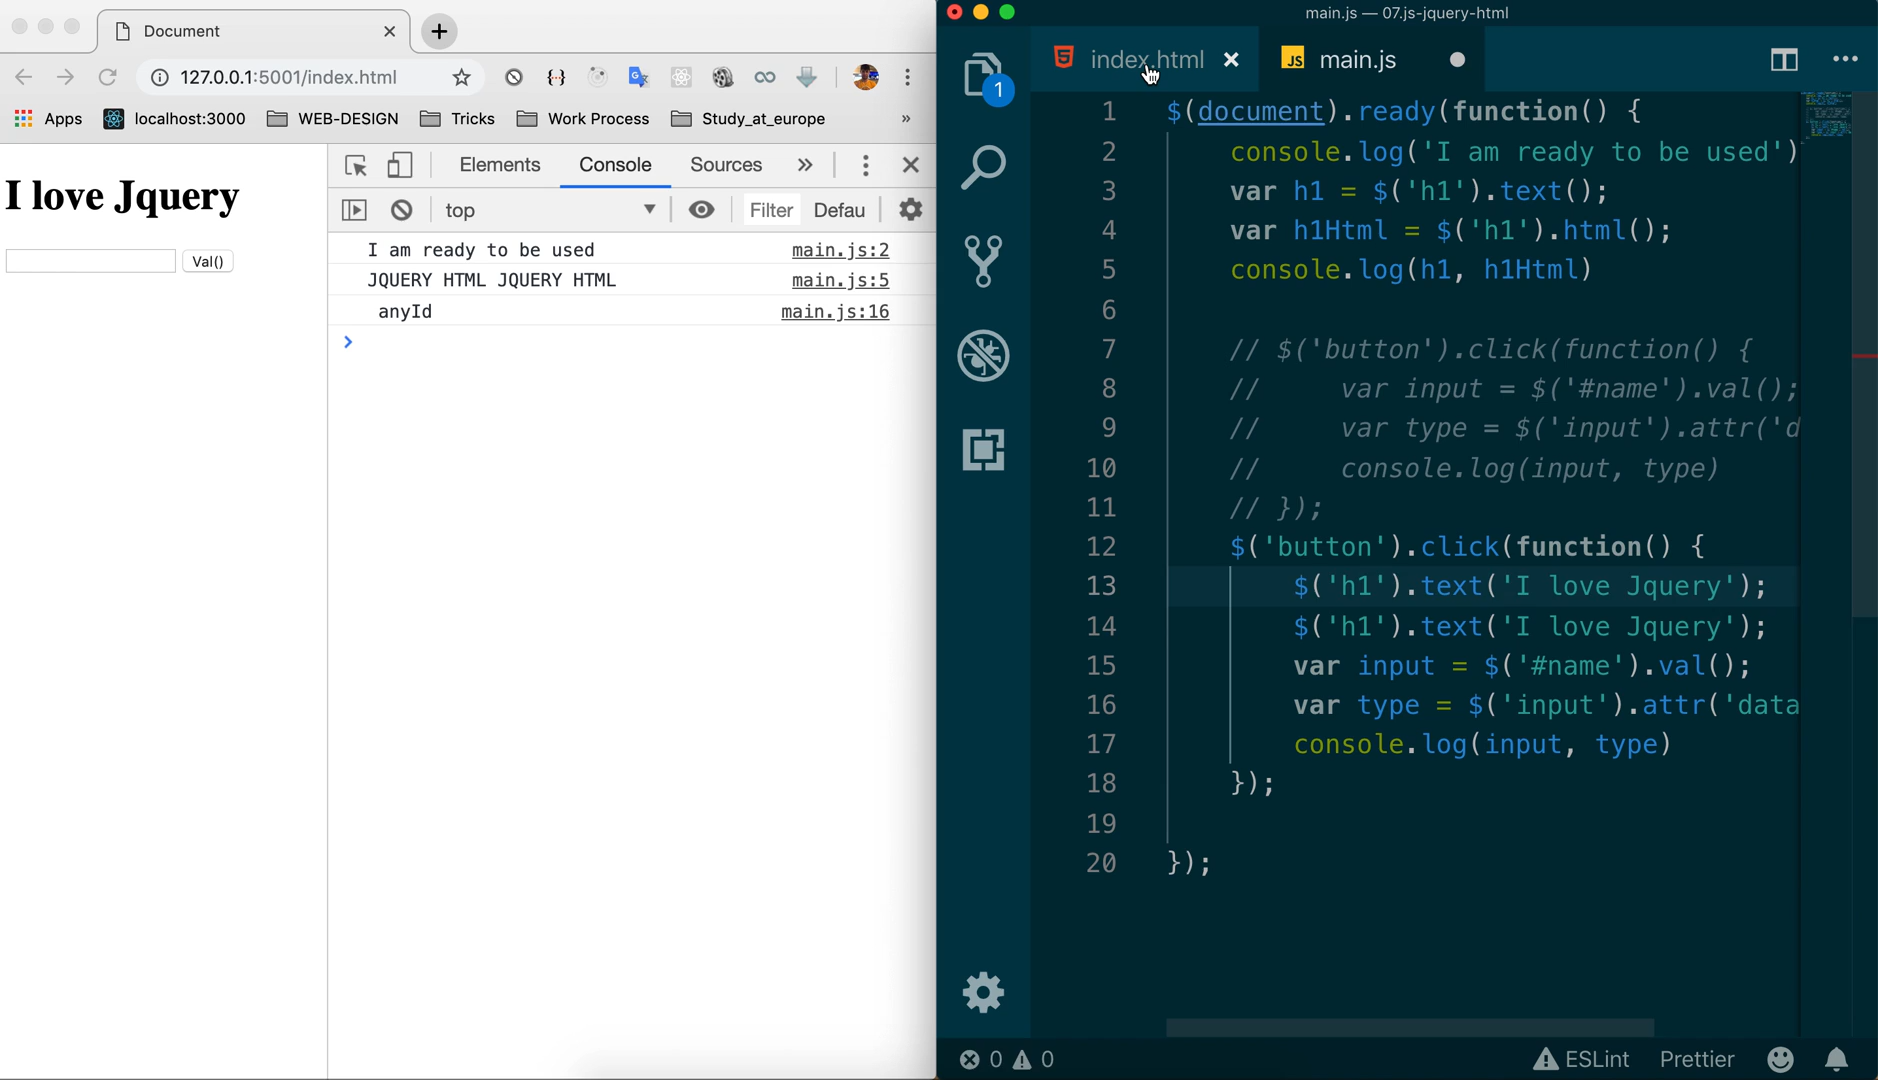 Document
127.0.0.1:5001/index.html
Apps
localhost:3000
WEB-DESIGN
Tricks
Work Process
Study_at_europe
»
I love Jquery
Val()
Elements
Console
Sources
»
top
Filter
Defau
I am ready to be used main.js:2
JQUERY HTML JQUERY HTML main.js:5
anyId main.js:16
main.js — 07.js-jquery-html
index.html
JS main.js
1
1 $(document).ready(function() {
2 console.log('I am ready to be used')
3 var h1 = $('h1').text();
4 var h1Html = $('h1').html();
5 console.log(h1, h1Html)
6
7 // $('button').click(function() {
8 // var input = $('#name').val();
9 // var type = $('input').attr('d
10 // console.log(input, type)
11 // });
12 $('button').click(function() {
13 $('h1').text('I love Jquery');
14 $('h1').text('I love Jquery');
15 var input = $('#name').val();
16 var type = $('input').attr('data
17 console.log(input, type)
18 });
19
20 });
0 0
ESLint
Prettier